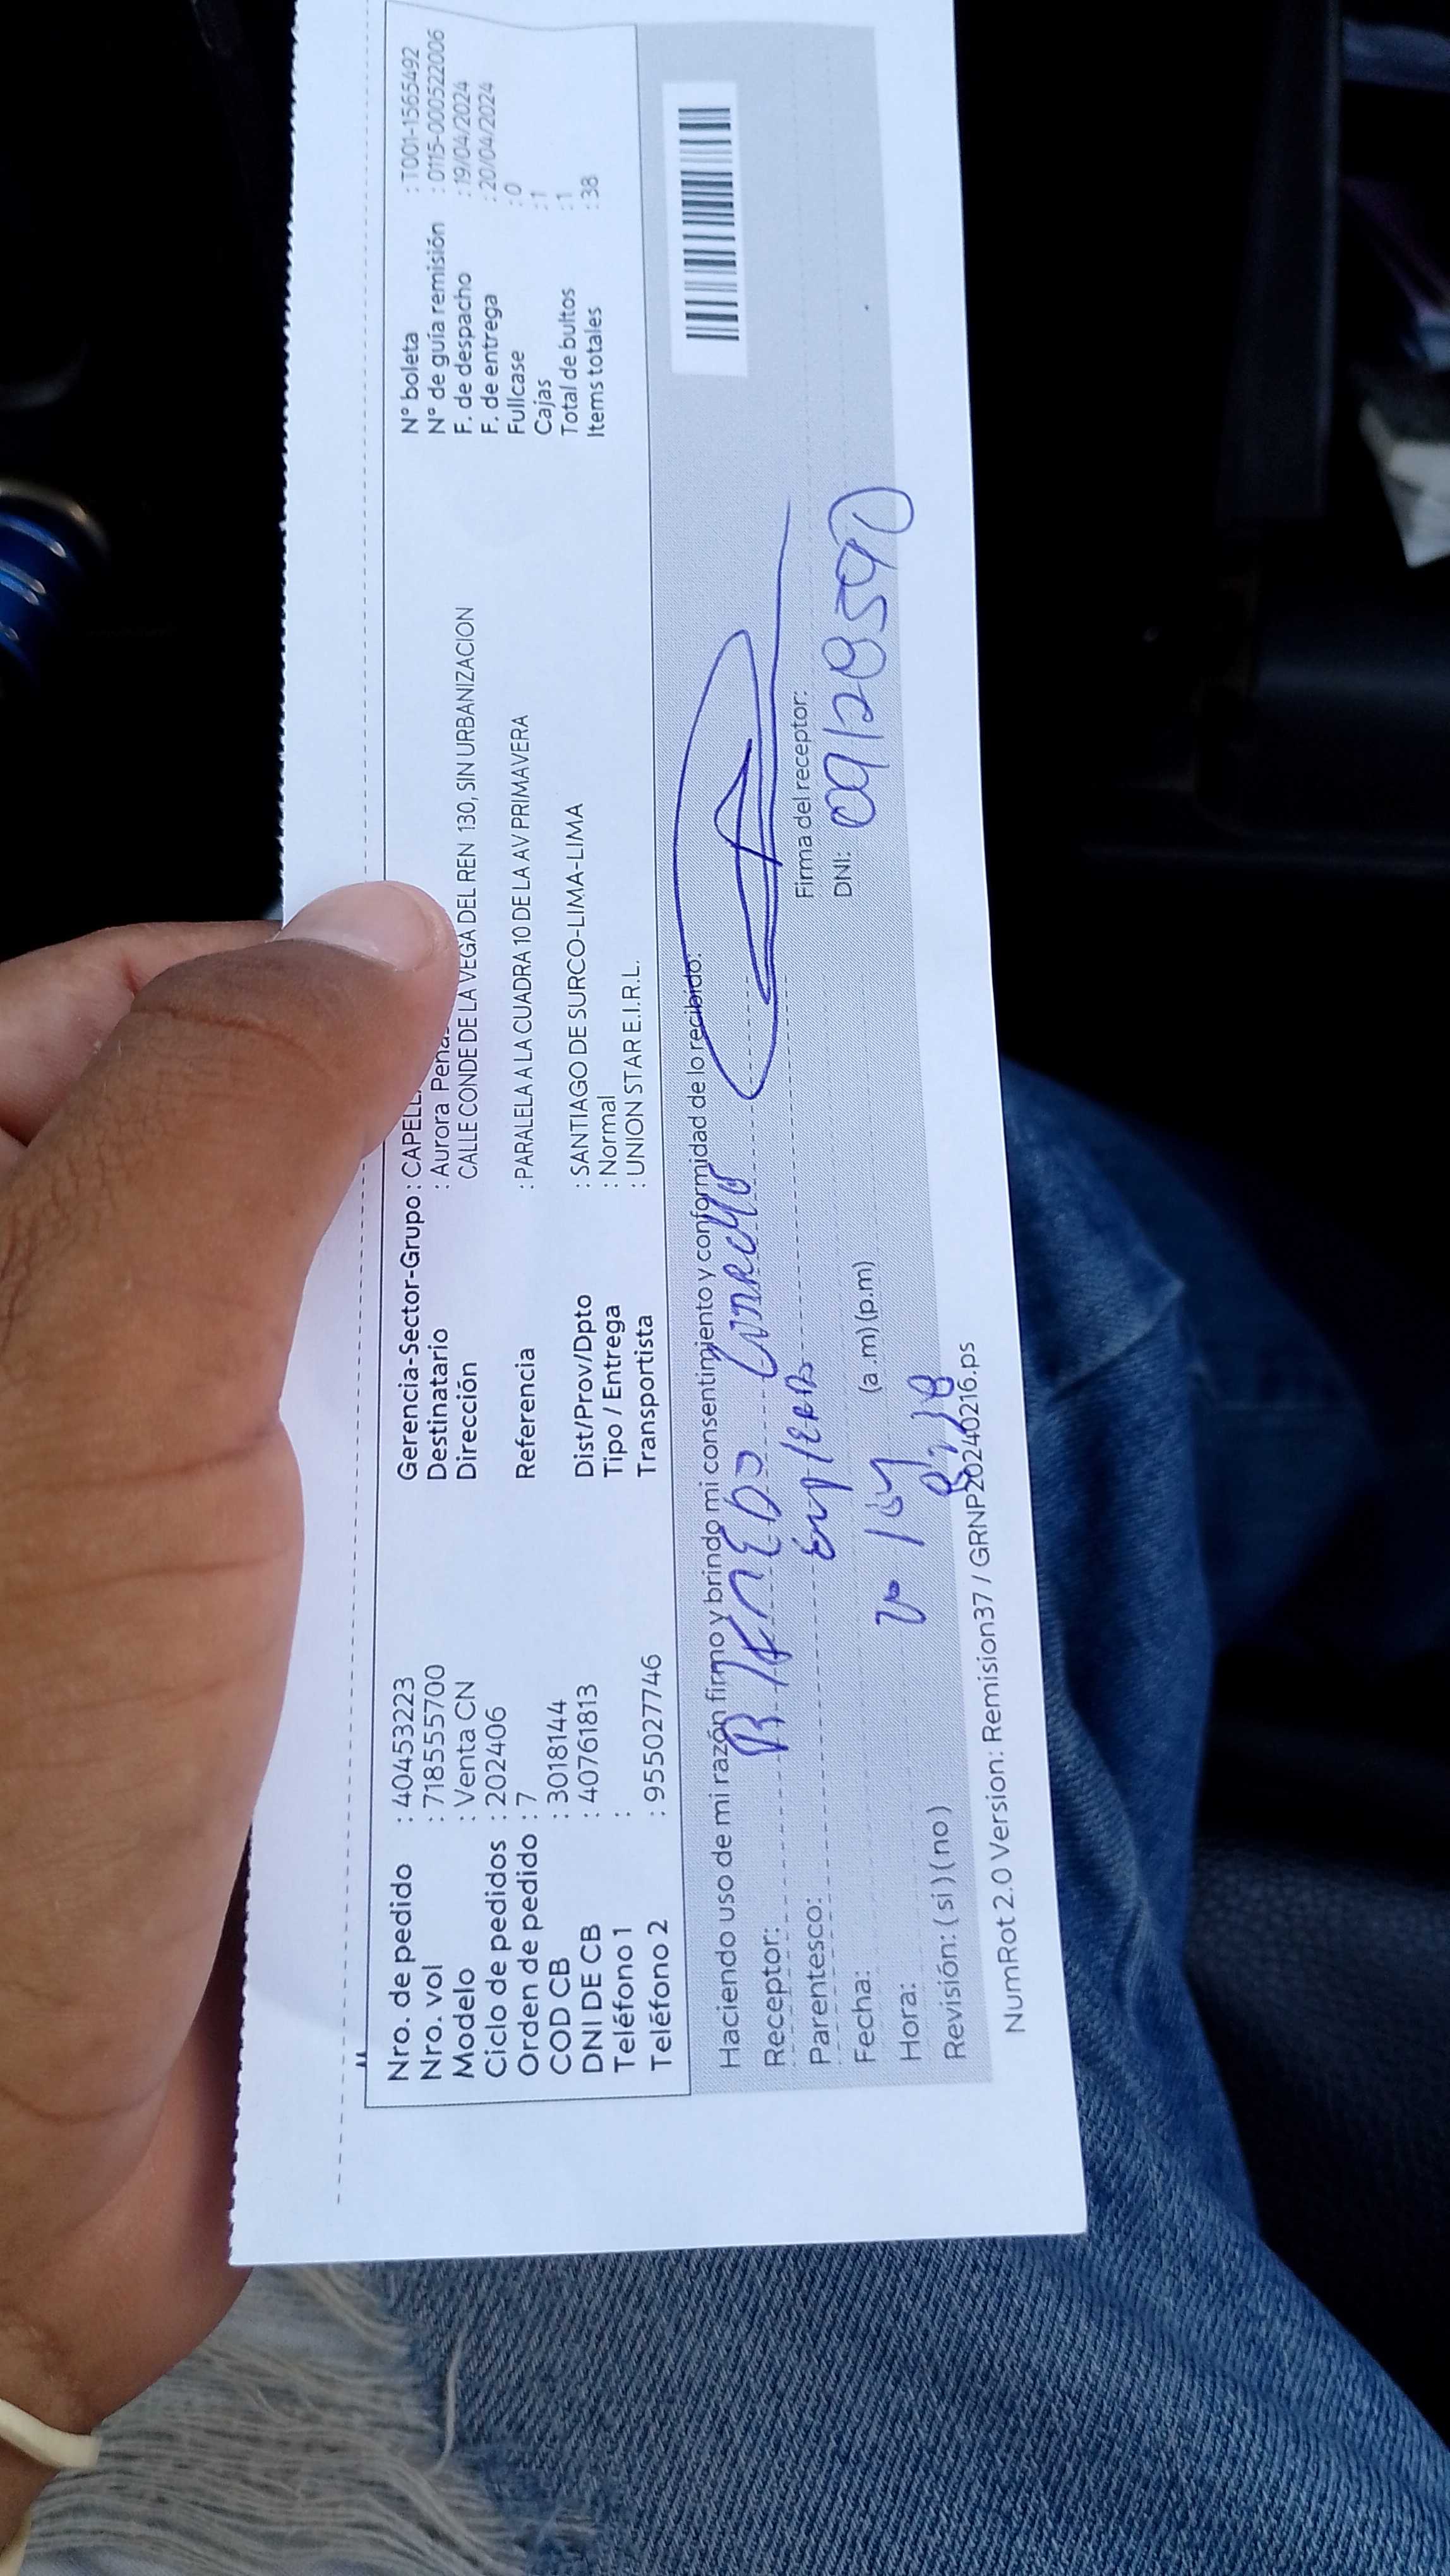 Nro. de pedido : 40453223
Nro. vol : 718555700
Modelo : Venta CN
Ciclo de pedidos : 202406
Orden de pedido : 7
COD CB : 3018144
DNI DE CB : 40761813
Teléfono 1 :
Teléfono 2 : 955027746
Gerencia-Sector-Grupo :
Destinatario : Aurora
Dirección CALLE CONDE DE LA VEGA DEL REN 130, SIN URBANIZACION
Referencia : PARALELA A LA CUADRA 10 DE LA AV PRIMAVERA
Dist/Prov/Dpto : SANTIAGO DE SURCO-LIMA-LIMA
Tipo / Entrega : Normal
Transportista : UNION STAR E.I.R.L.
N° boleta : T001-1565492
N° de guía remisión : 0115-000522006
F. de despacho : 19/04/2024
F. de entrega : 20/04/2024
Fullcase : 0
Cajas : 1
Total de bultos : 1
Items totales : 38
Haciendo uso de mi razón firmo y brindo mi consentimiento y conformidad de lo recibido.
Receptor:
Parentesco:
Fecha:
Hora: (a.m) (p.m)
Revisión: ( si ) ( no )
Firma del receptor:
DNI:
NumRot 2.0 Version: Remision37 / GRNP20240216.ps